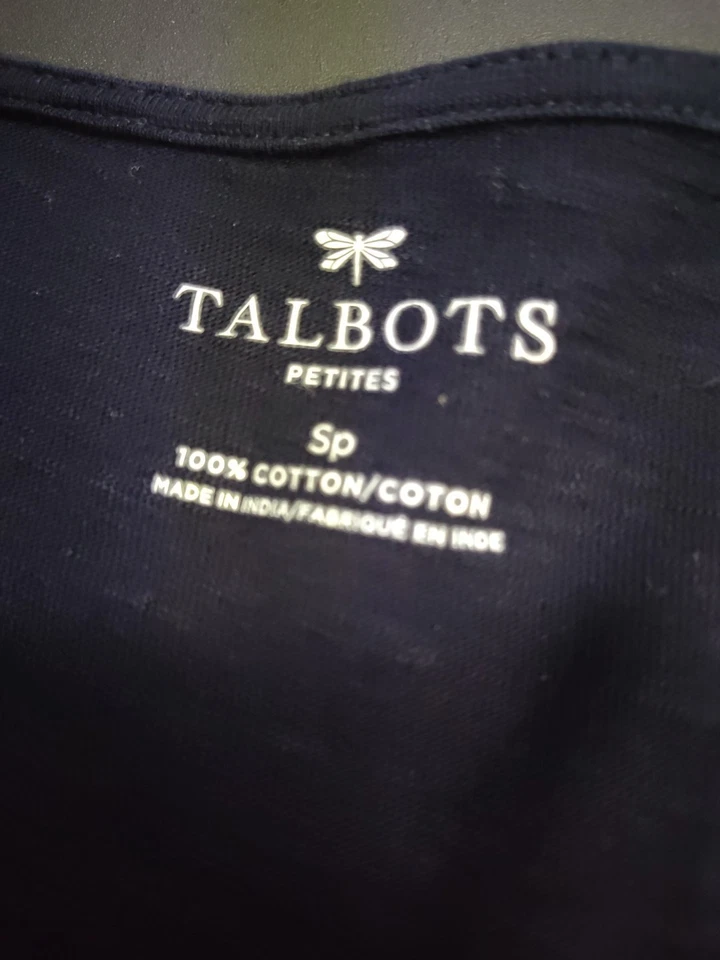 TALBOTS
PETITES
Sp
100% COTTON/COTON
MADE IN INDIA/FABRIQUÉ EN INDE